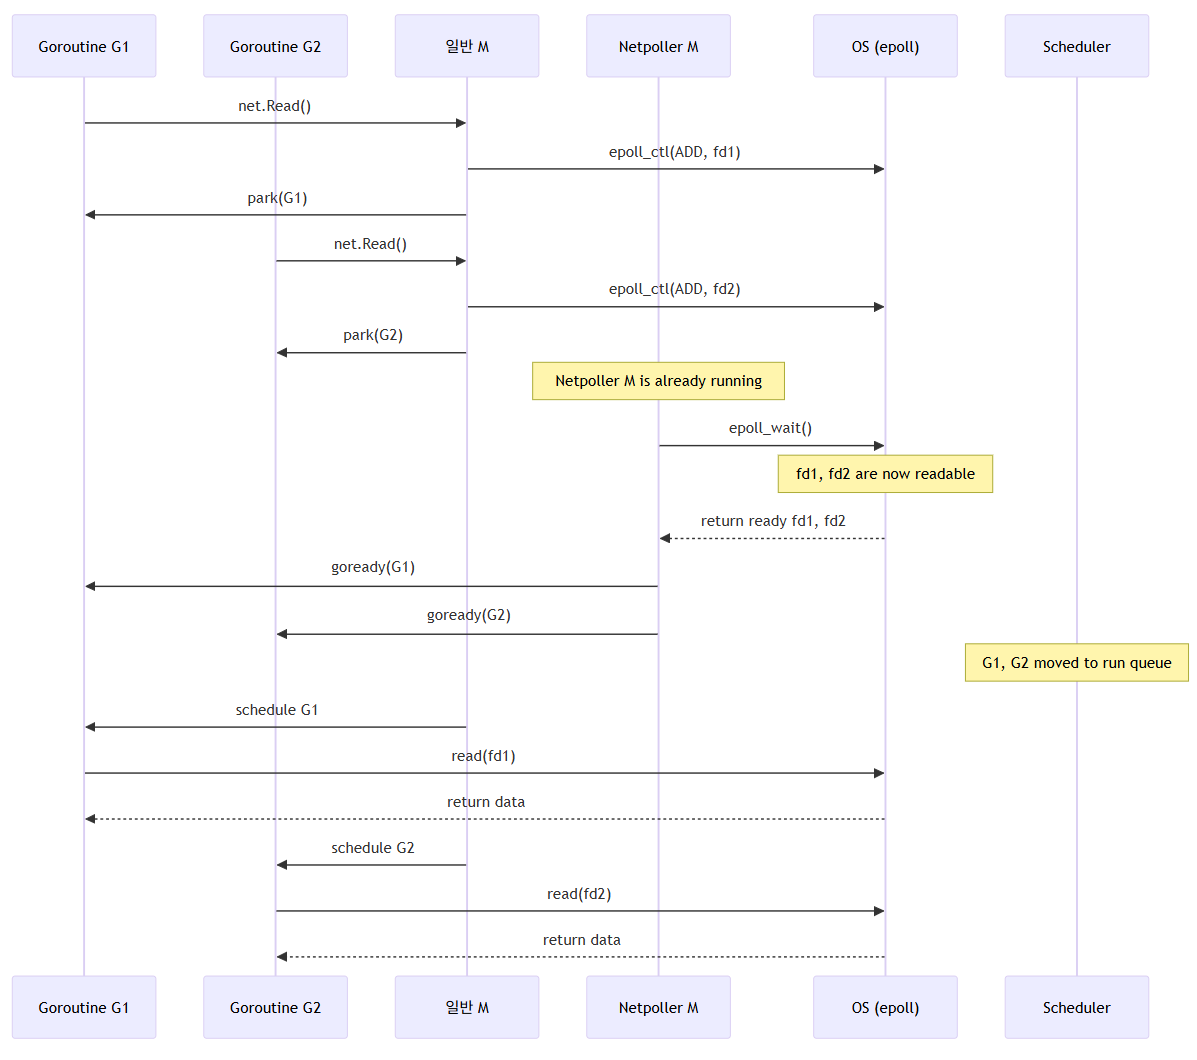 Goroutine G1
Goroutine G2
일반 M
Netpoller M
OS (epoll)
Scheduler
net.Read()
epoll_ctl(ADD, fd1)
park(G1)
net.Read()
epoll_ctl(ADD, fd2)
park(G2)
Netpoller M is already running
epoll_wait()
fd1, fd2 are now readable
return ready fd1, fd2
goready(G1)
goready(G2)
G1, G2 moved to run queue
schedule G1
read(fd1)
return data
schedule G2
read(fd2)
return data
Goroutine G1
Goroutine G2
일반 M
Netpoller M
OS (epoll)
Scheduler